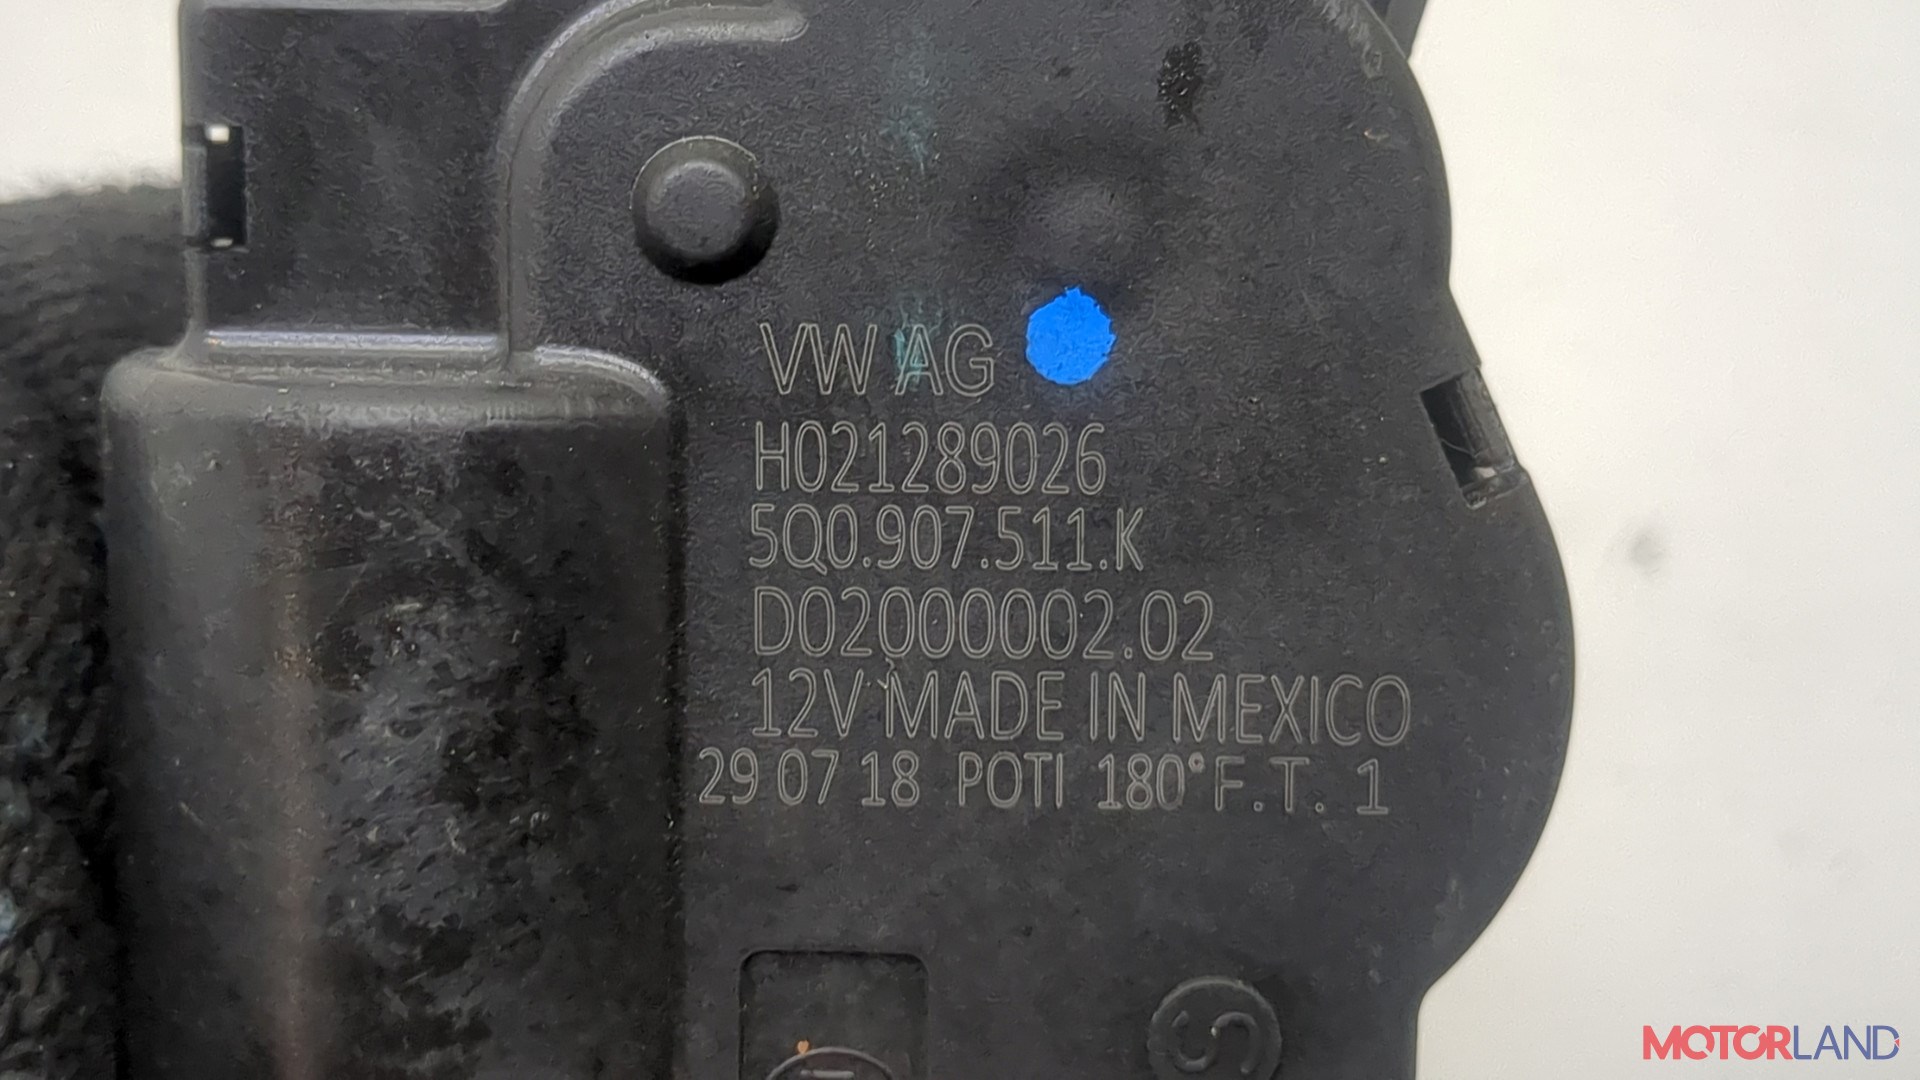 VW AG
H021289026
5Q0.907.511.K
D02000002.02
12V MADE IN MEXICO
29 07 18 POTI 180° F.T. 1
S
MOTORLAND